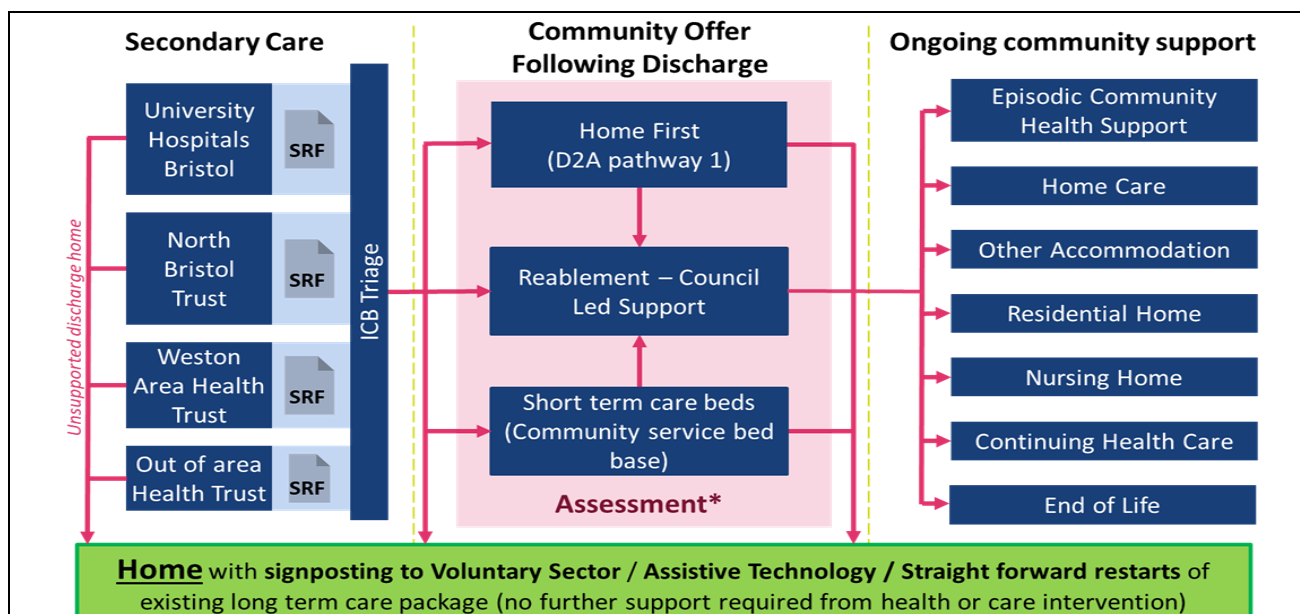 Secondary Care
Unsupported discharge home
University
Hospitals
Bristol
SRF
North
Bristol
Trust
SRF
Weston
Area Health
Trust
SRF
Out of area
Health Trust
SRF
ICB Triage
Community Offer
Following Discharge
Home First
(D2A pathway 1)
Reablement – Council
Led Support
Short term care beds
(Community service bed
base)
Assessment*
Ongoing community support
Episodic Community
Health Support
Home Care
Other Accommodation
Residential Home
Nursing Home
Continuing Health Care
End of Life
Home with signposting to Voluntary Sector / Assistive Technology / Straight forward restarts of
existing long term care package (no further support required from health or care intervention)